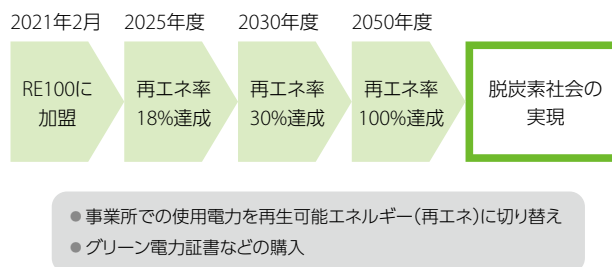 2021年2月 2025年度 2030年度 2050年度
RE100に 再エネ率 再エネ率 再エネ率 脱炭素社会の
加盟 18%達成 30%達成 100%達成 実現
●事業所での使用電力を再生可能エネルギー(再エネ)に切り替え
●グリーン電力証書などの購入